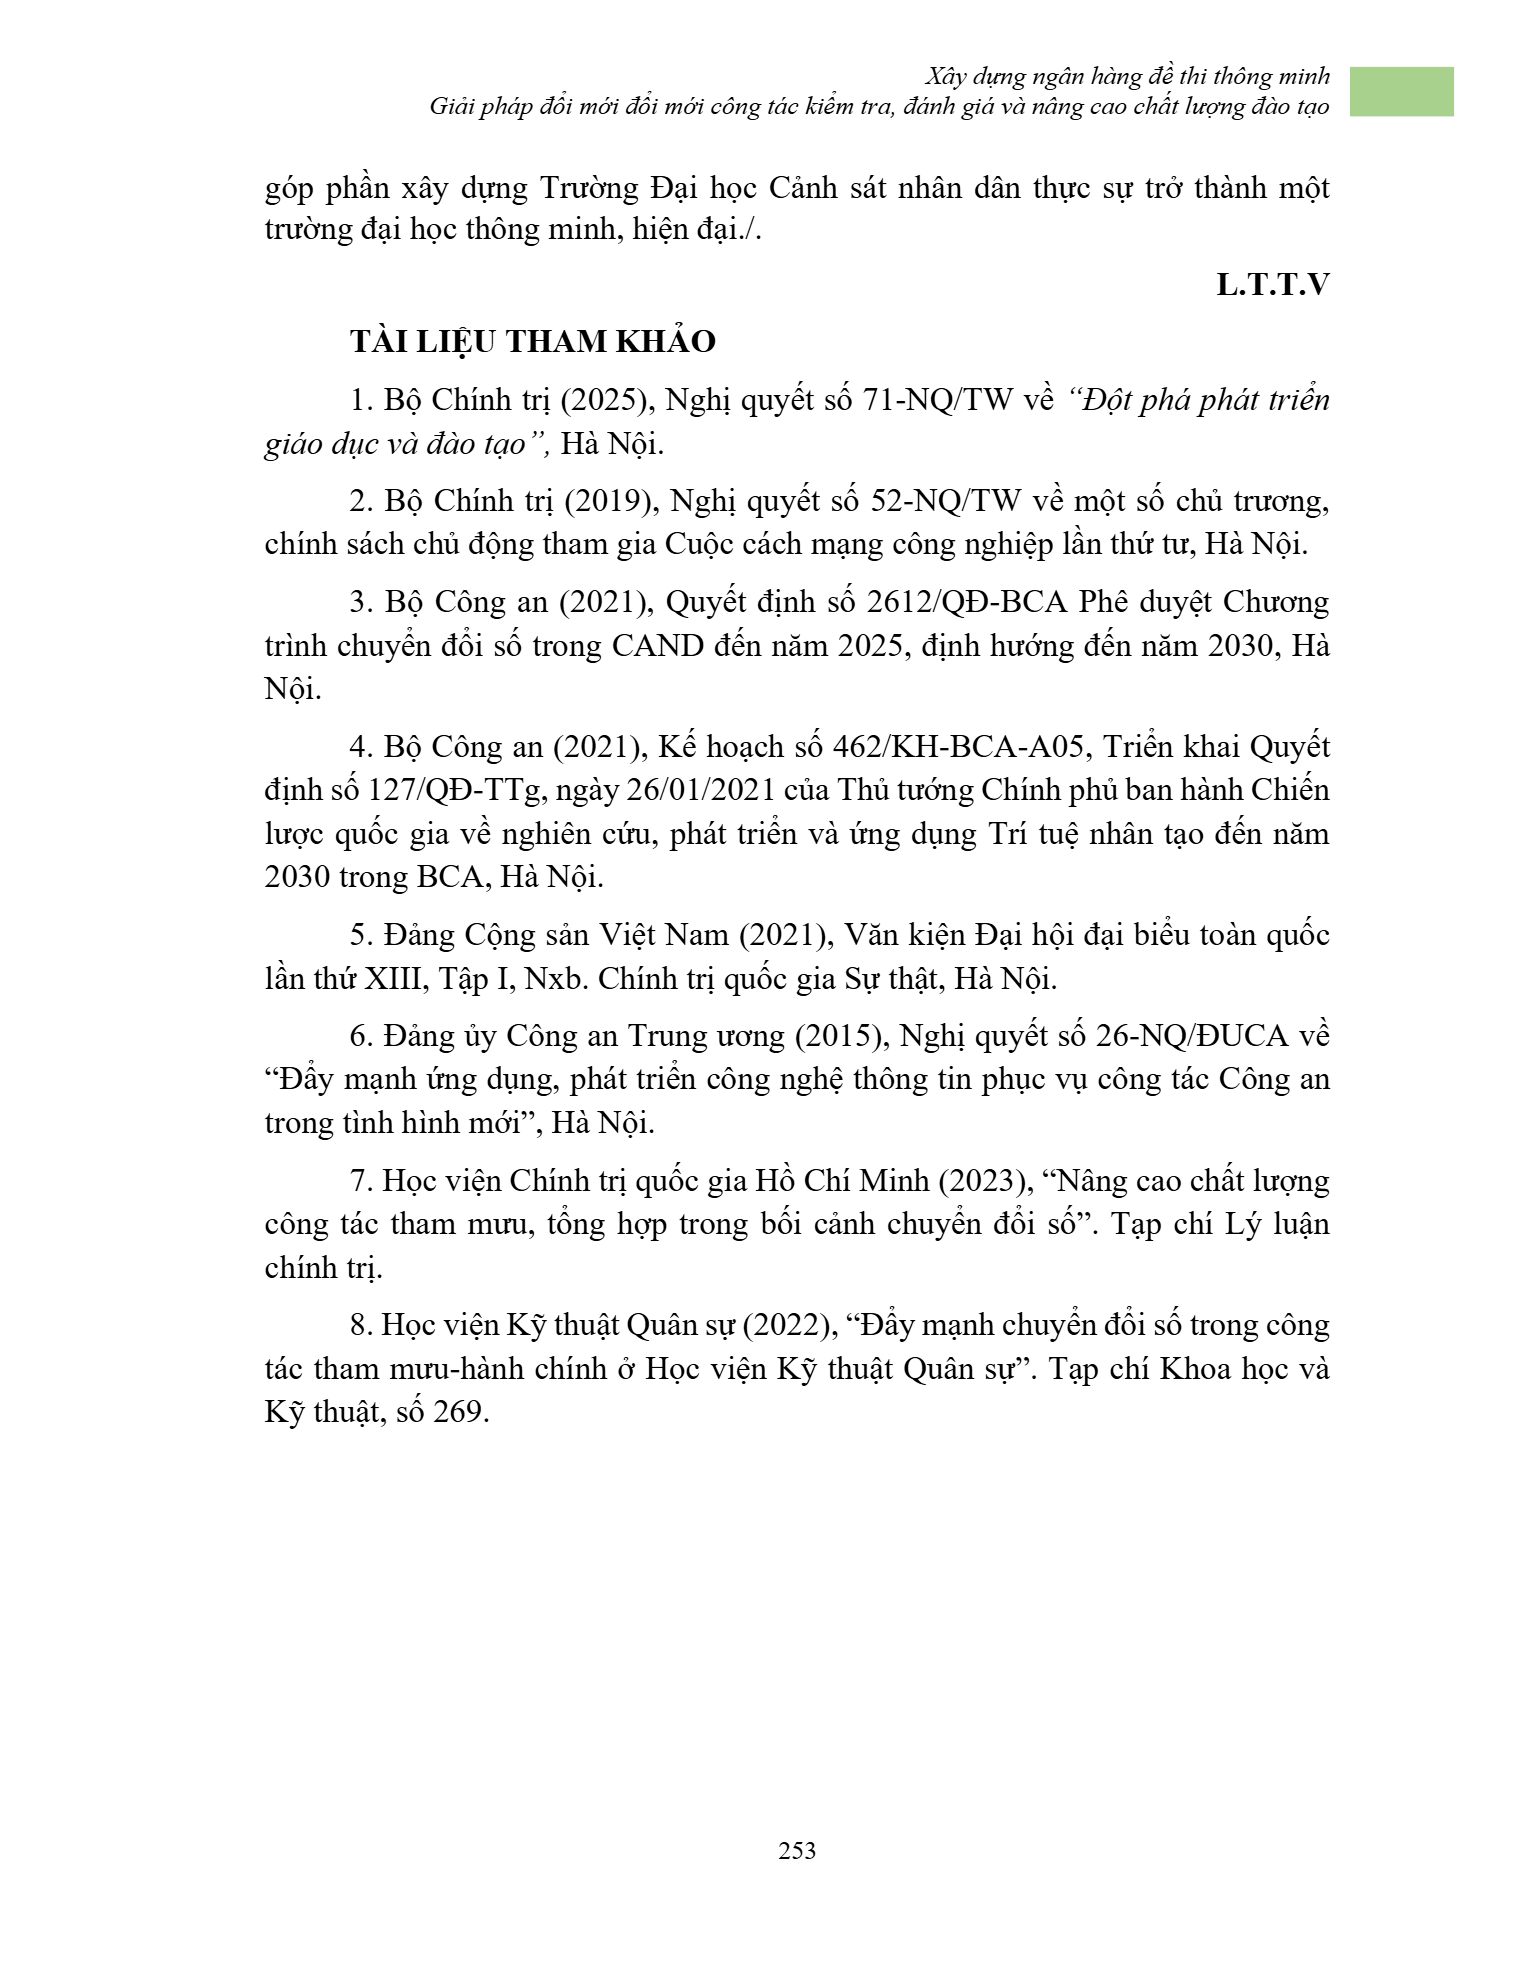 Xây dựng ngân hàng đề thi thông minh
Giải pháp đổi mới đổi mới công tác kiểm tra, đánh giá và nâng cao chất lượng đào tạo
góp phần xây dựng Trường Đại học Cảnh sát nhân dân thực sự trở thành một
trường đại học thông minh, hiện đại./.
L.T.T.V
TÀI LIỆU THAM KHẢO
1. Bộ Chính trị (2025), Nghị quyết số 71-NQ/TW về “Đột phá phát triển
giáo dục và đào tạo”, Hà Nội.
2. Bộ Chính trị (2019), Nghị quyết số 52-NQ/TW về một số chủ trương,
chính sách chủ động tham gia Cuộc cách mạng công nghiệp lần thứ tư, Hà Nội.
3. Bộ Công an (2021), Quyết định số 2612/QĐ-BCA Phê duyệt Chương
trình chuyển đổi số trong CAND đến năm 2025, định hướng đến năm 2030, Hà
Nội.
4. Bộ Công an (2021), Kế hoạch số 462/KH-BCA-A05, Triển khai Quyết
định số 127/QĐ-TTg, ngày 26/01/2021 của Thủ tướng Chính phủ ban hành Chiến
lược quốc gia về nghiên cứu, phát triển và ứng dụng Trí tuệ nhân tạo đến năm
2030 trong BCA, Hà Nội.
5. Đảng Cộng sản Việt Nam (2021), Văn kiện Đại hội đại biểu toàn quốc
lần thứ XIII, Tập I, Nxb. Chính trị quốc gia Sự thật, Hà Nội.
6. Đảng ủy Công an Trung ương (2015), Nghị quyết số 26-NQ/ĐUCA về
“Đẩy mạnh ứng dụng, phát triển công nghệ thông tin phục vụ công tác Công an
trong tình hình mới”, Hà Nội.
7. Học viện Chính trị quốc gia Hồ Chí Minh (2023), “Nâng cao chất lượng
công tác tham mưu, tổng hợp trong bối cảnh chuyển đổi số”. Tạp chí Lý luận
chính trị.
8. Học viện Kỹ thuật Quân sự (2022), “Đẩy mạnh chuyển đổi số trong công
tác tham mưu-hành chính ở Học viện Kỹ thuật Quân sự”. Tạp chí Khoa học và
Kỹ thuật, số 269.
253